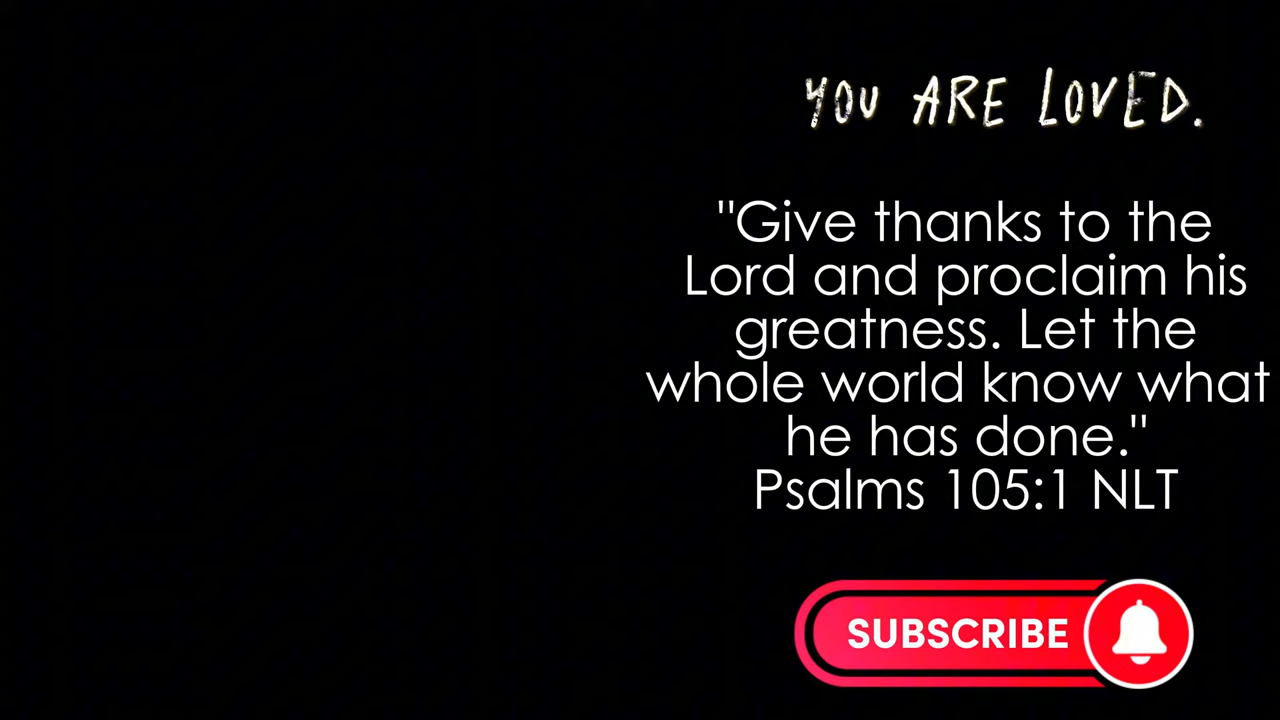 YOU ARE LOVED.
"Give thanks to the
Lord and proclaim his
greatness. Let the
whole world know what
he has done."
Psalms 105:1 NLT
SUBSCRIBE